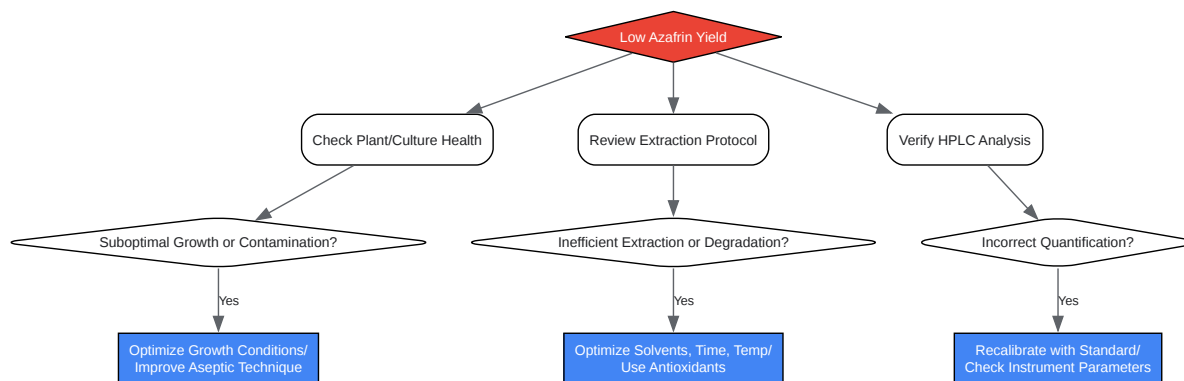 Low Azafrin Yield
Check Plant/Culture Health
Review Extraction Protocol
Verify HPLC Analysis
Suboptimal Growth or Contamination?
Inefficient Extraction or Degradation?
Incorrect Quantification?
Yes
Yes
Yes
Optimize Growth Conditions/
Improve Aseptic Technique
Optimize Solvents, Time, Temp/
Use Antioxidants
Recalibrate with Standard/
Check Instrument Parameters